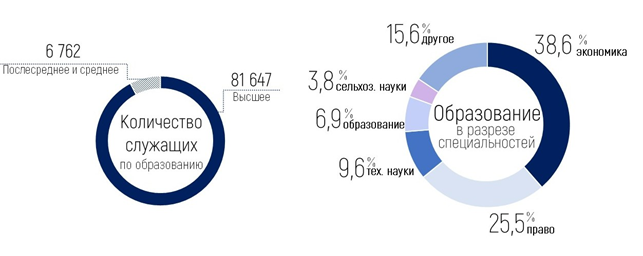 6 762
Послесреднее и среднее
81 647
Высшее
Количество
служащих
по образованию
15,6% другое
38,6% экономика
3,8% сельхоз. науки
6,9% образование
9,6% тех. науки
25,5% право
Образование
в разрезе
специальностей